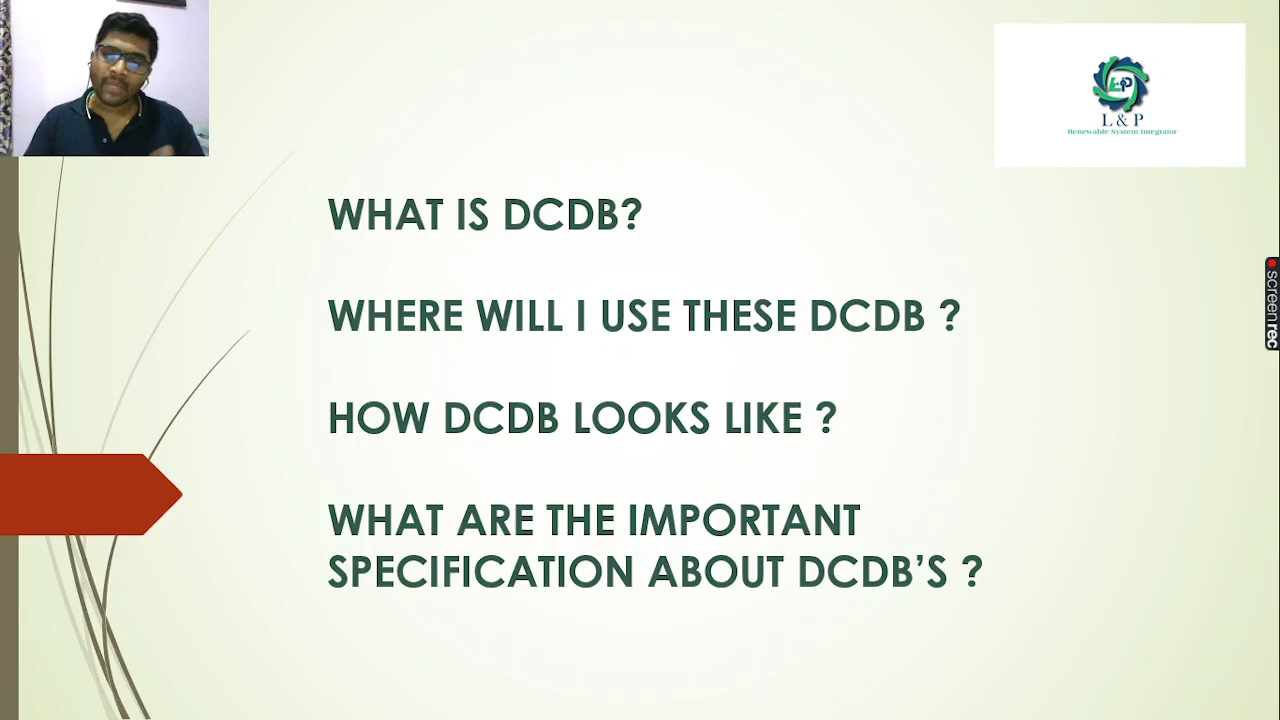 L&P
L & P
Renewable System Integrator
WHAT IS DCDB?
WHERE WILL I USE THESE DCDB ?
HOW DCDB LOOKS LIKE ?
WHAT ARE THE IMPORTANT
SPECIFICATION ABOUT DCDB’S ?
screenrec